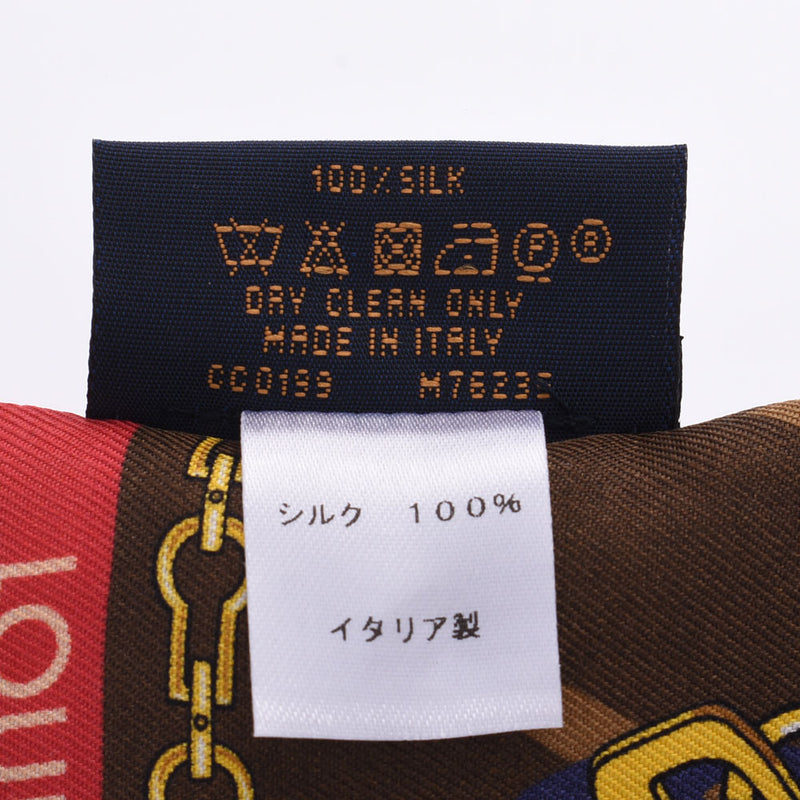 100% SILK
P R
DRY CLEAN ONLY
MADE IN ITALY
CC0199 M76235
シルク 100%
イタリア製
LOUI